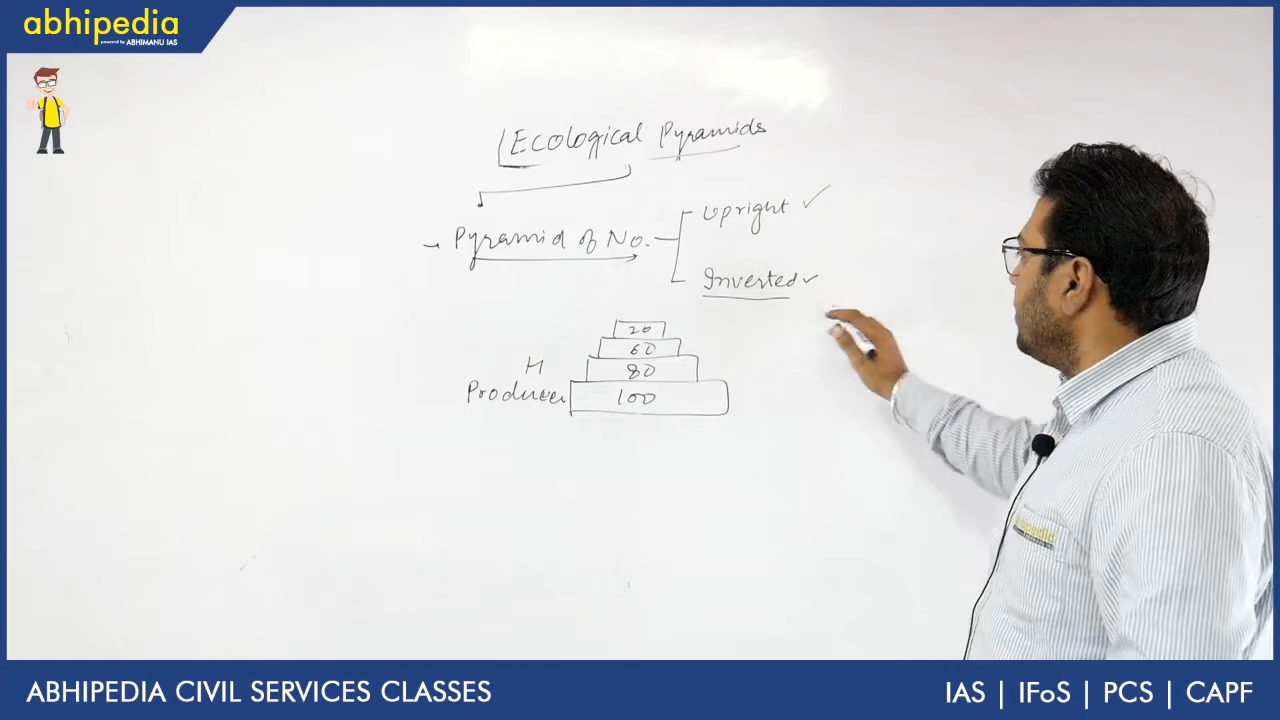 abhipedia
powered by ABHIMANU IAS
Ecological Pyramids
Pyramid of No.
Upright
Inverted
20
60
H 80
Producer 100
abhipedia
ABHIPEDIA CIVIL SERVICES CLASSES
IAS | IFoS | PCS | CAPF